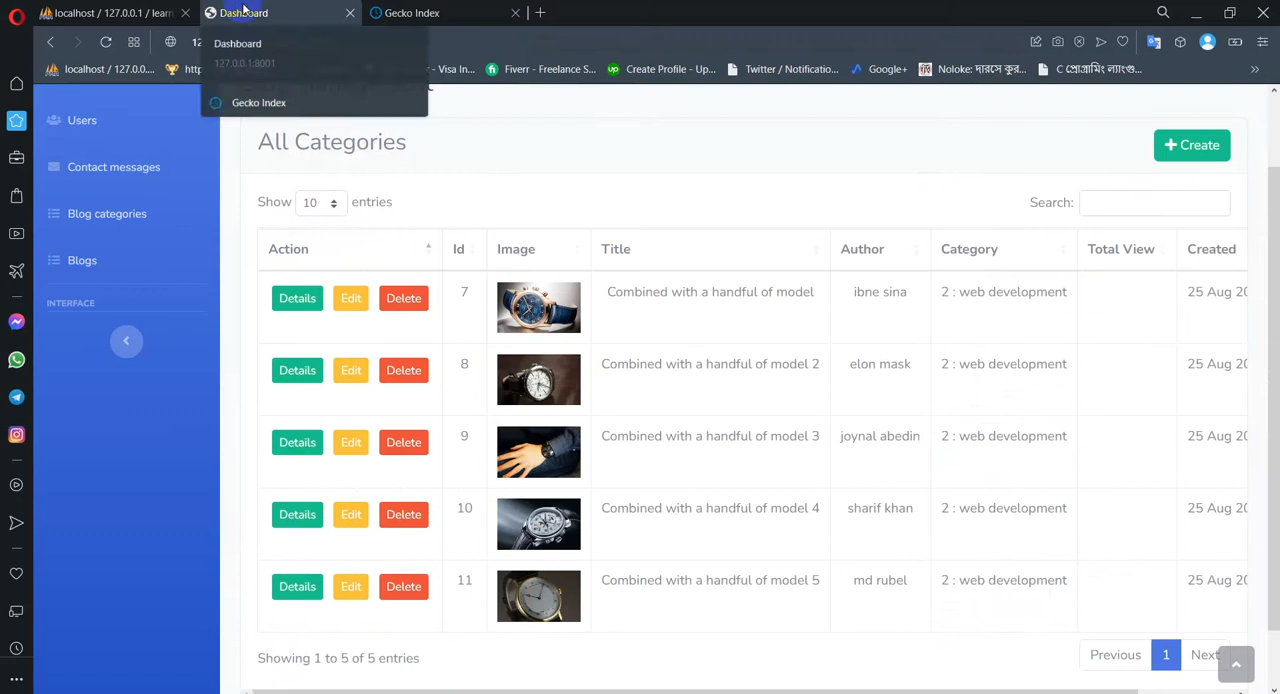 localhost / 127.0.0.1 / learn
Dashboard
Gecko Index
Dashboard
127.0.0.1:8001
Gecko Index
12
localhost / 127.0.0....
http
- Visa In...
Fiverr - Freelance S...
Create Profile - Up...
Twitter / Notificatio...
Google+
Noloke: দারসে কুর...
C প্রোগ্রামিং ল্যাংগু...
Users
Contact messages
Blog categories
Blogs
INTERFACE
All Categories
Create
Show 10 entries
Search:
Action Id Image Title Author Category Total View Created
Details Edit Delete 7 Combined with a handful of model ibne sina 2 : web development 25 Aug 20
Details Edit Delete 8 Combined with a handful of model 2 elon mask 2 : web development 25 Aug 20
Details Edit Delete 9 Combined with a handful of model 3 joynal abedin 2 : web development 25 Aug 20
Details Edit Delete 10 Combined with a handful of model 4 sharif khan 2 : web development 25 Aug 20
Details Edit Delete 11 Combined with a handful of model 5 md rubel 2 : web development 25 Aug 20
Showing 1 to 5 of 5 entries
Previous 1 Next